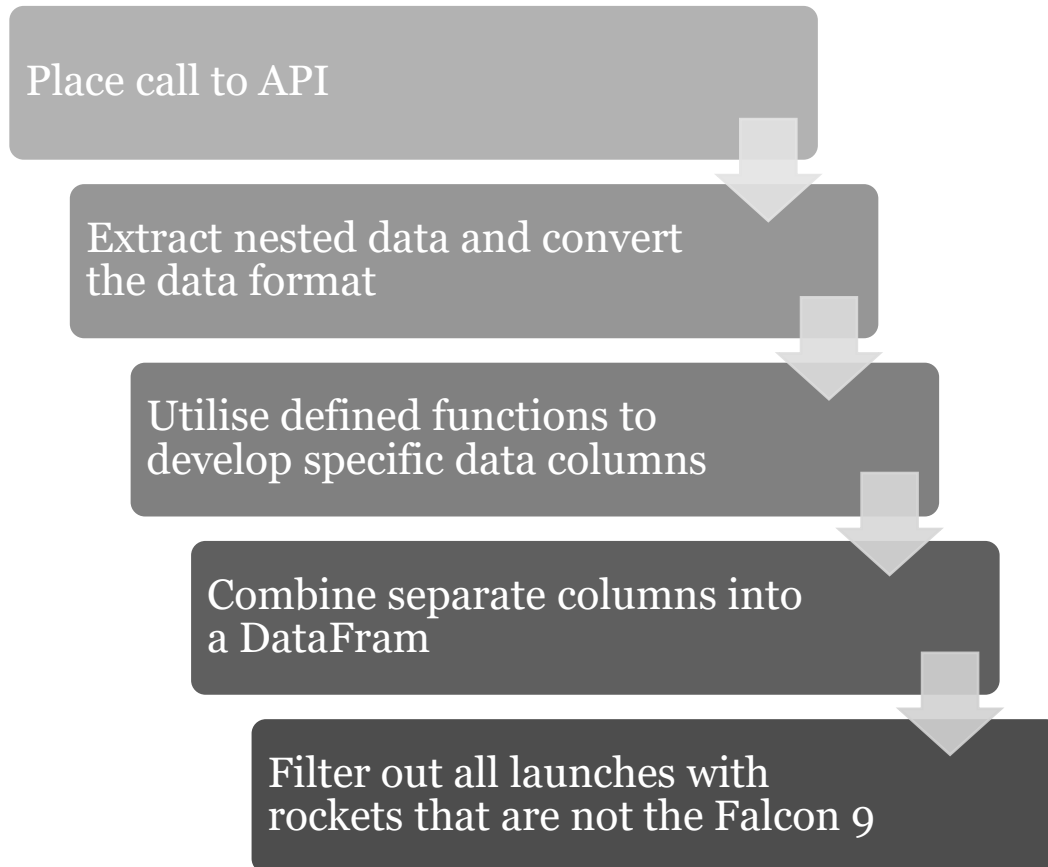 Place call to API
Extract nested data and convert
the data format
Utilise defined functions to
develop specific data columns
Combine separate columns into
a DataFram
Filter out all launches with
rockets that are not the Falcon 9